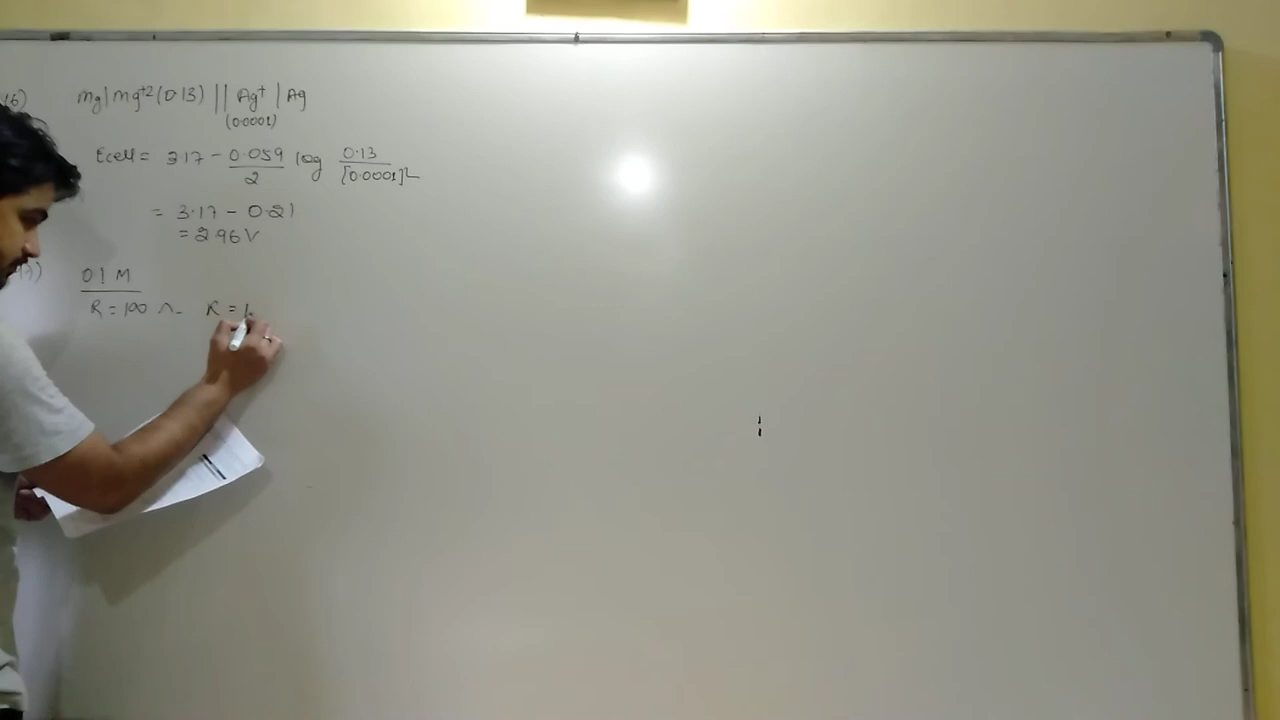 16)
Mg|Mg+2(0.13) || Ag+ | Ag
(0.0001)
Ecell = 3.17 - 0.059/2 log 0.13/[0.0001]2
= 3.17 - 0.21
= 2.96 V
17)
0.1 M
R = 100 Ω K = 1.